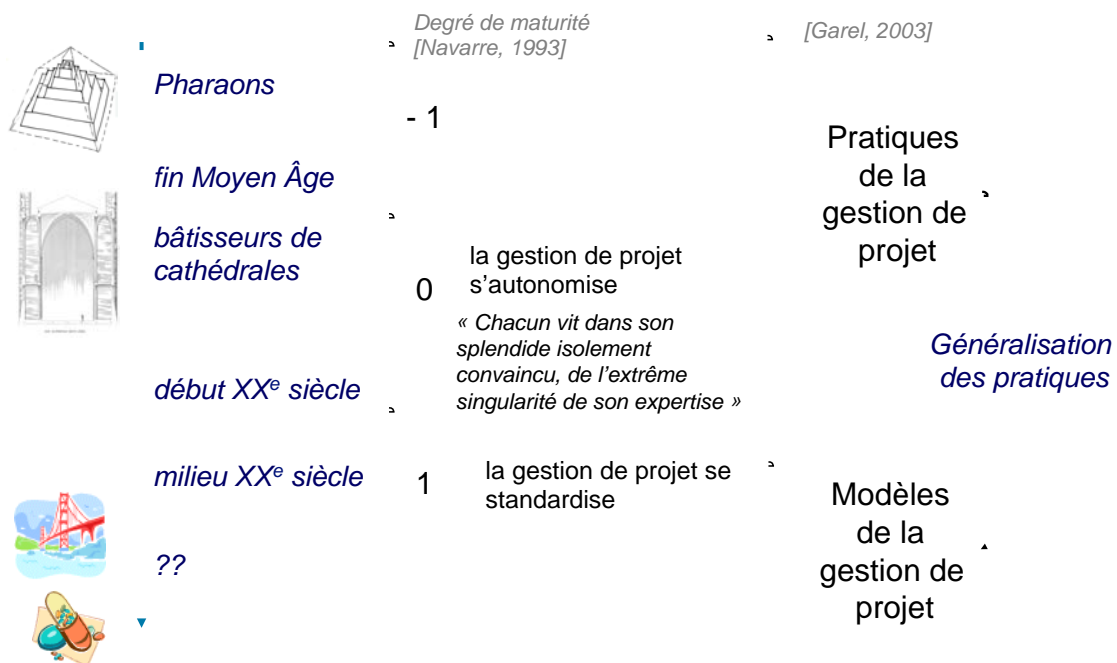 Degré de maturité
[Navarre, 1993]
[Garel, 2003]
Pharaons
- 1
fin Moyen Âge
bâtisseurs de
cathédrales
0
la gestion de projet
s’autonomise
« Chacun vit dans son
splendide isolement
convaincu, de l’extrême
singularité de son expertise »
début XXe siècle
milieu XXe siècle
1
la gestion de projet se
standardise
??
Pratiques
de la
gestion de
projet
Généralisation
des pratiques
Modèles
de la
gestion de
projet